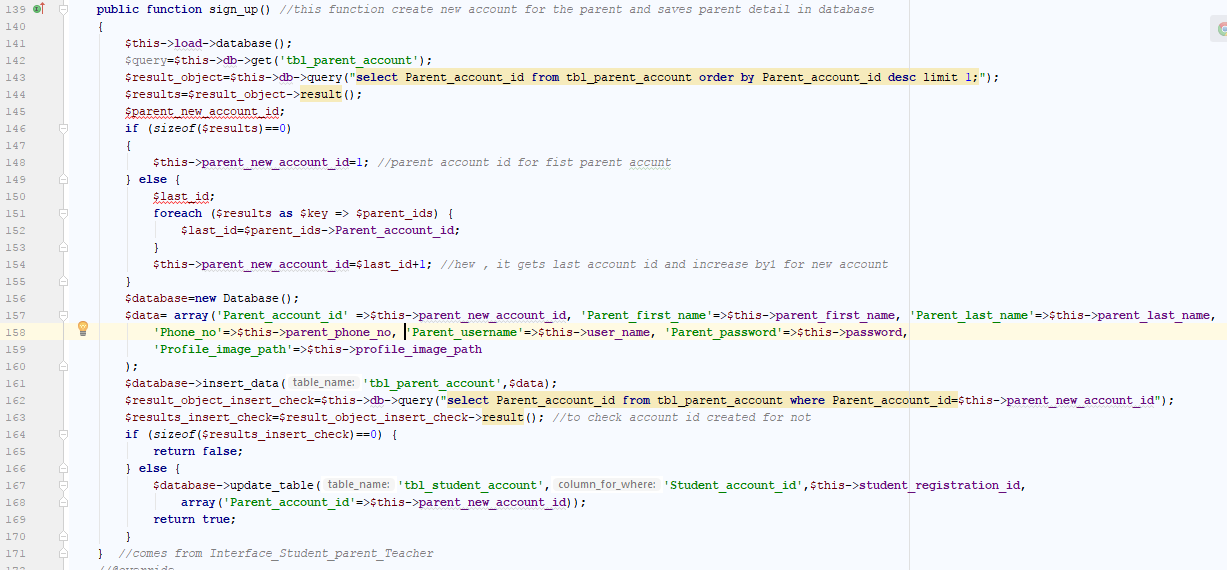 139 public function sign_up() //this function create new account for the parent and saves parent detail in database
140 {
141 $this->load->database();
142 $query=$this->db->get('tbl_parent_account');
143 $result_object=$this->db->query("select Parent_account_id from tbl_parent_account order by Parent_account_id desc limit 1;");
144 $results=$result_object->result();
145 $parent_new_account_id;
146 if (sizeof($results)==0)
147 {
148 $this->parent_new_account_id=1; //parent account id for fist parent accunt
149 } else {
150 $last_id;
151 foreach ($results as $key => $parent_ids) {
152 $last_id=$parent_ids->Parent_account_id;
153 }
154 $this->parent_new_account_id=$last_id+1; //hew , it gets last account id and increase by1 for new account
155 }
156 $database=new Database();
157 $data= array('Parent_account_id' =>$this->parent_new_account_id, 'Parent_first_name'=>$this->parent_first_name, 'Parent_last_name'=>$this->parent_last_name,
158 'Phone_no'=>$this->parent_phone_no, 'Parent_username'=>$this->user_name, 'Parent_password'=>$this->password,
159 'Profile_image_path'=>$this->profile_image_path
160 );
161 $database->insert_data( table_name: 'tbl_parent_account',$data);
162 $result_object_insert_check=$this->db->query("select Parent_account_id from tbl_parent_account where Parent_account_id=$this->parent_new_account_id");
163 $results_insert_check=$result_object_insert_check->result(); //to check account id created for not
164 if (sizeof($results_insert_check)==0) {
165 return false;
166 } else {
167 $database->update_table( table_name: 'tbl_student_account', column_for_where: 'Student_account_id',$this->student_registration_id,
168 array('Parent_account_id'=>$this->parent_new_account_id));
169 return true;
170 }
171 } //comes from Interface_Student_parent_Teacher
172 //@override